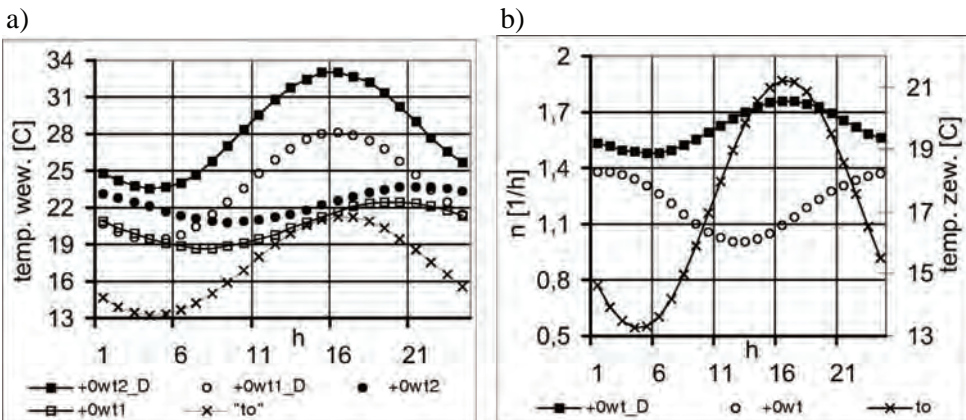 a)
b)
temp. wew. [C]
34
31
28
25
22
19
16
13
1
6
11
16
21
h
+0wt2_D
+0wt1_D
+0wt2
+0wt1
"to"
n [1/h]
2
1,7
1,4
1,1
0,8
0,5
1
6
11
16
21
h
temp zew. [C]
21
19
17
15
13
+0w1_D
+0w1
to